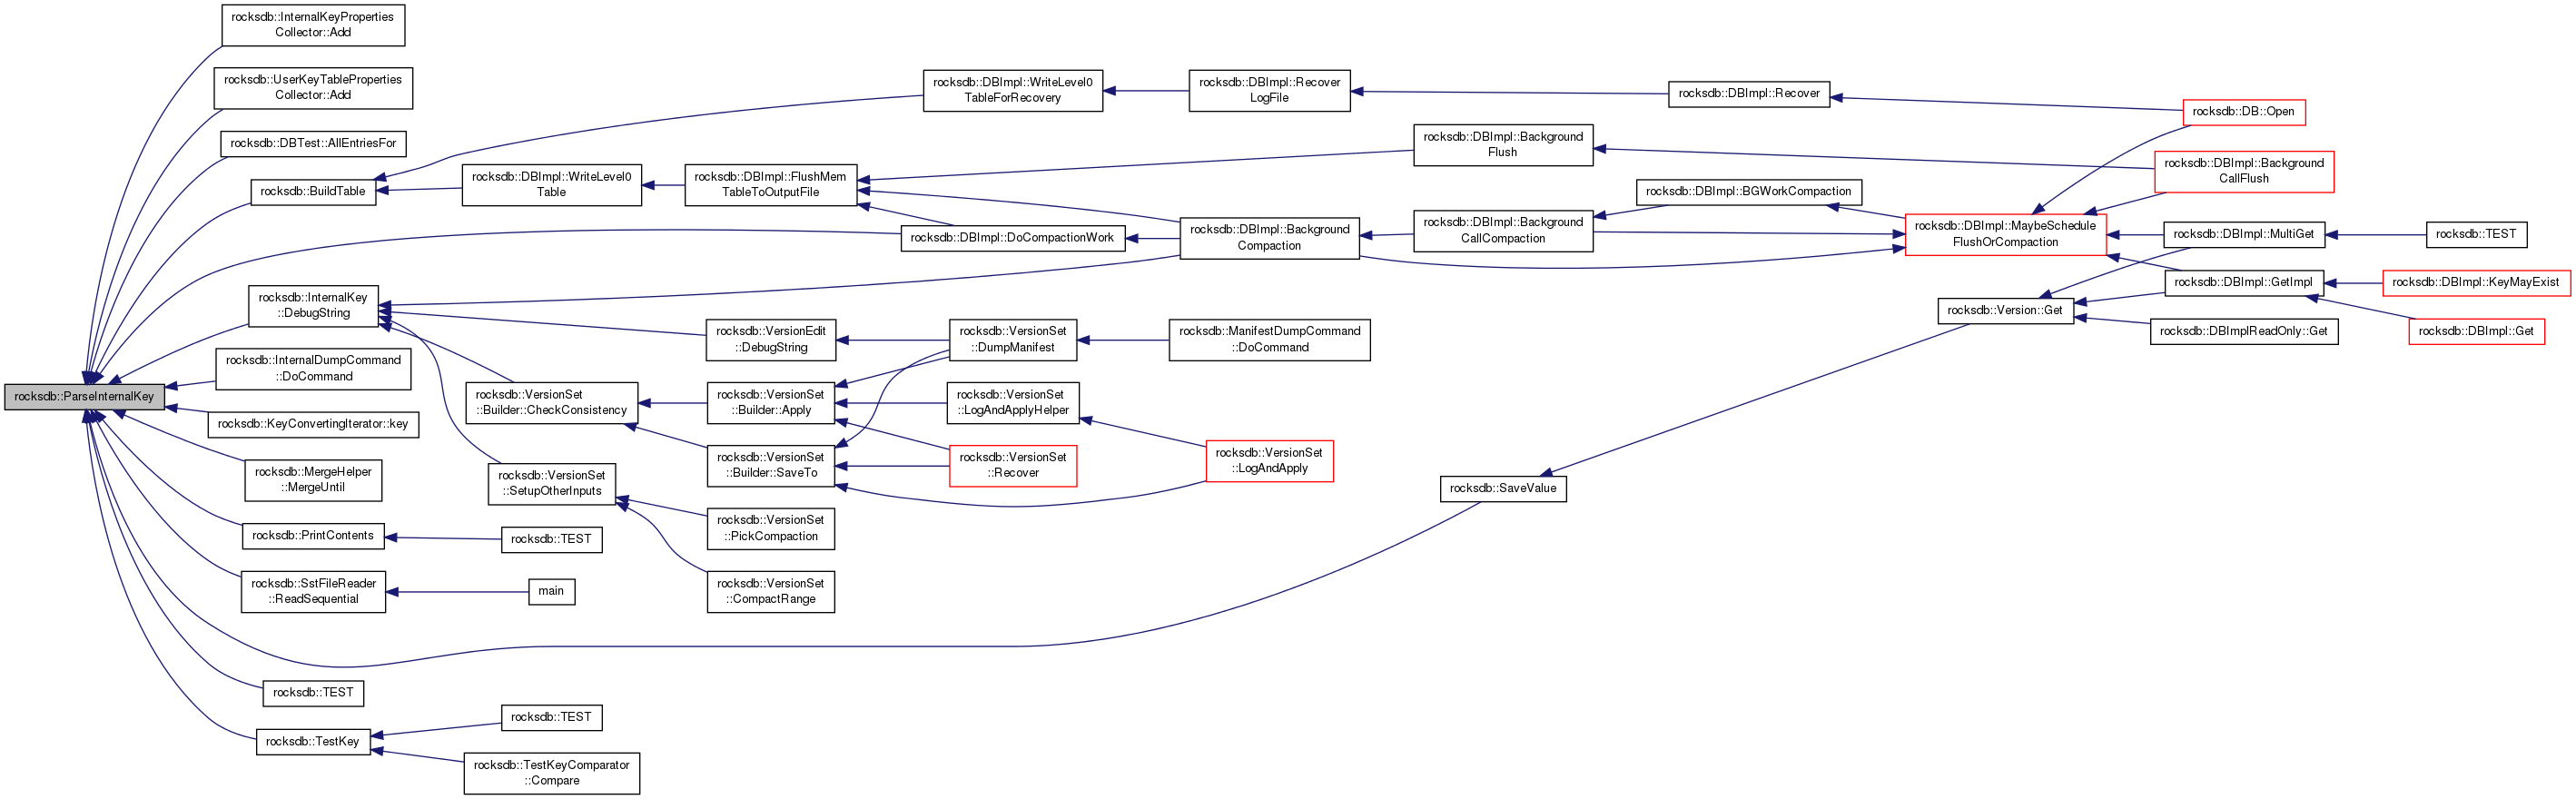 rocksdb::InternalKeyProperties
Collector::Add
rocksdb::UserKeyTableProperties
Collector::Add
rocksdb::DBTest::AllEntriesFor
rocksdb::BuildTable
rocksdb::DBImpl::WriteLevel0
TableForRecovery
rocksdb::DBImpl::Recover
LogFile
rocksdb::DBImpl::Recover
rocksdb::DB::Open
rocksdb::DBImpl::WriteLevel0
Table
rocksdb::DBImpl::FlushMem
TableToOutputFile
rocksdb::DBImpl::Background
Flush
rocksdb::DBImpl::Background
CallFlush
rocksdb::DBImpl::DoCompactionWork
rocksdb::DBImpl::Background
Compaction
rocksdb::DBImpl::Background
CallCompaction
rocksdb::DBImpl::BGWorkCompaction
rocksdb::DBImpl::MaybeSchedule
FlushOrCompaction
rocksdb::DBImpl::MultiGet
rocksdb::TEST
rocksdb::DBImpl::GetImpl
rocksdb::DBImpl::KeyMayExist
rocksdb::DBImpl::Get
rocksdb::Version::Get
rocksdb::DBImplReadOnly::Get
rocksdb::InternalKey
::DebugString
rocksdb::VersionEdit
::DebugString
rocksdb::VersionSet
::DumpManifest
rocksdb::ManifestDumpCommand
::DoCommand
rocksdb::InternalDumpCommand
::DoCommand
rocksdb::ParseInternalKey
rocksdb::VersionSet
::Builder::CheckConsistency
rocksdb::VersionSet
::Builder::Apply
rocksdb::VersionSet
::LogAndApplyHelper
rocksdb::KeyConvertingIterator::key
rocksdb::VersionSet
::Builder::SaveTo
rocksdb::VersionSet
::Recover
rocksdb::VersionSet
::LogAndApply
rocksdb::MergeHelper
::MergeUntil
rocksdb::VersionSet
::SetupOtherInputs
rocksdb::SaveValue
rocksdb::VersionSet
::PickCompaction
rocksdb::PrintContents
rocksdb::TEST
rocksdb::SstFileReader
::ReadSequential
main
rocksdb::VersionSet
::CompactRange
rocksdb::TEST
rocksdb::TestKey
rocksdb::TEST
rocksdb::TestKeyComparator
::Compare